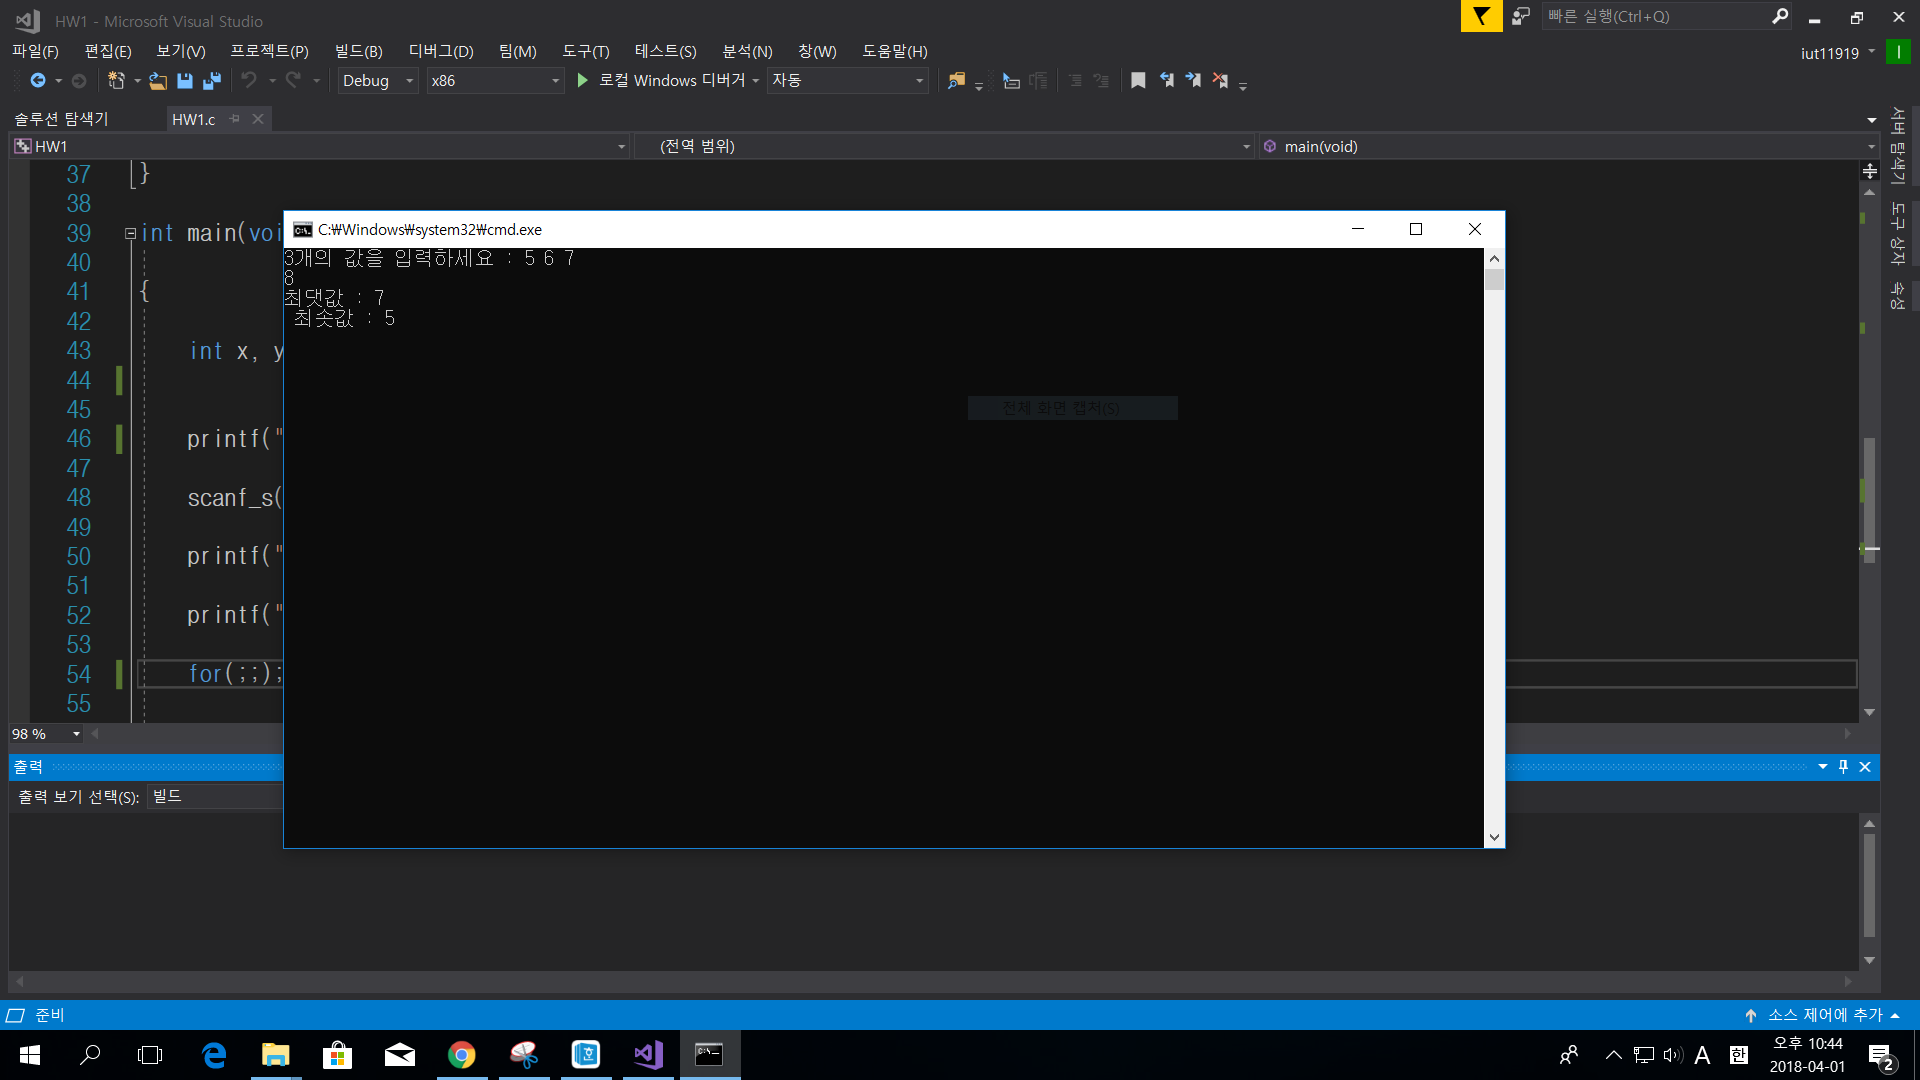 HW1 - Microsoft Visual Studio
빠른 실행(Ctrl+Q)
파일(F) 편집(E) 보기(V) 프로젝트(P) 빌드(B) 디버그(D) 팀(M) 도구(T) 테스트(S) 분석(N) 창(W) 도움말(H)
iut11919
I
Debug x86 로컬 Windows 디버거 자동
솔루션 탐색기 HW1.c
HW1 (전역 범위) main(void)
서버 탐색기
도구 상자
속성
37 }
38
39 int main(voi
40
41 {
42
43 int x, y
44
45
46 printf("
47
48 scanf_s(
49
50 printf("
51
52 printf("
53
54 for(;;);
55
C:₩Windows₩system32₩cmd.exe
3개의 값을 입력하세요 : 5 6 7
8
최댓값 : 7
최솟값 : 5
전체 화면 캡처(S)
98 %
출력
출력 보기 선택(S): 빌드
준비
소스 제어에 추가
A 한
오후 10:44
2018-04-01
2